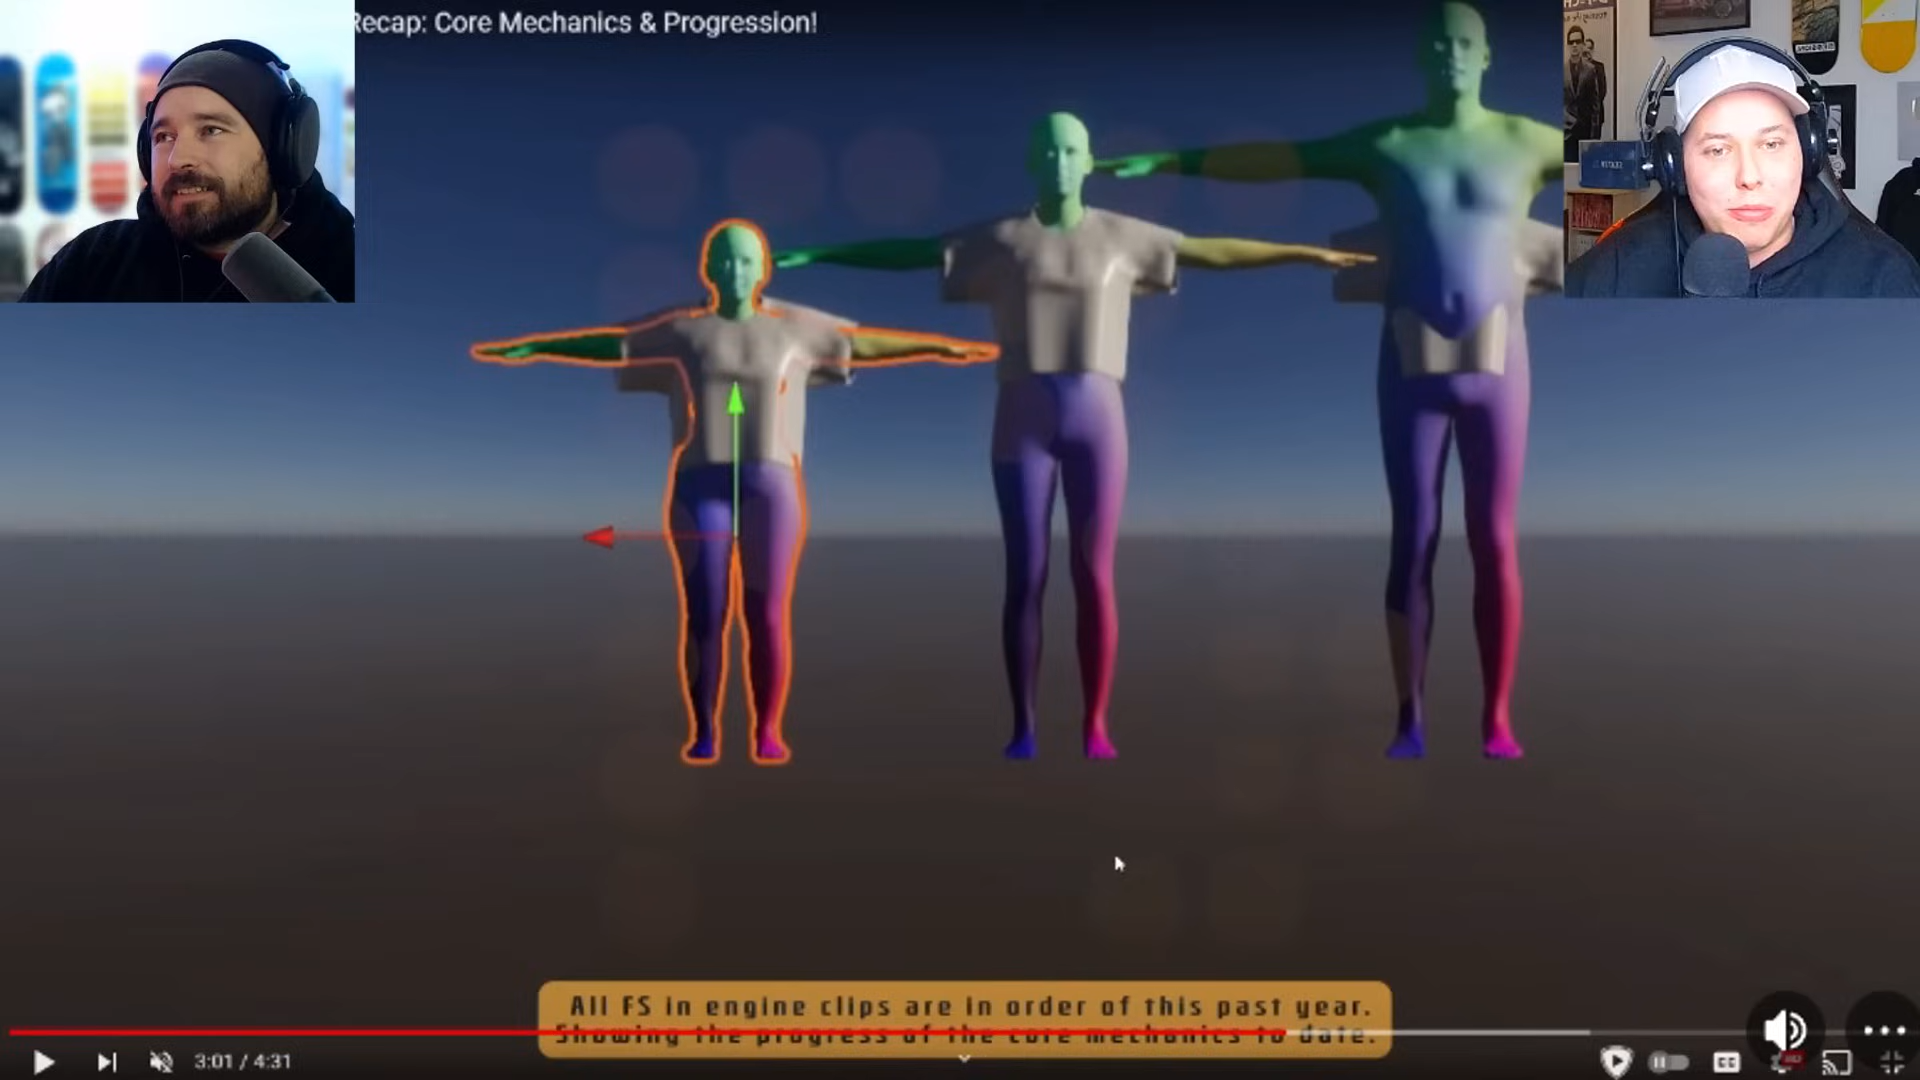 Recap: Core Mechanics & Progression!
All FS in engine clips are in order of this past year.
Showing the progress of the core mechanics to date.
3:01 / 4:31
CC